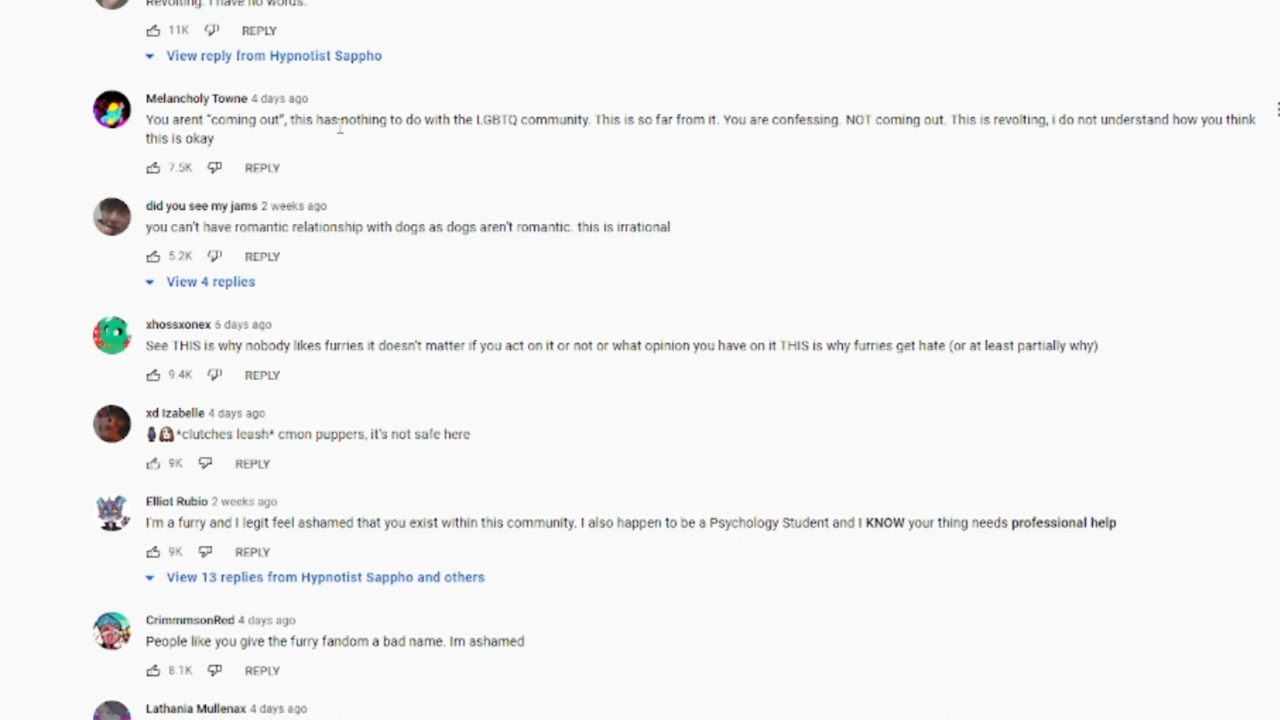 Revolting. I have no words.
11K REPLY
View reply from Hypnotist Sappho
Melancholy Towne 4 days ago
You arent "coming out", this has nothing to do with the LGBTQ community. This is so far from it. You are confessing. NOT coming out. This is revolting, i do not understand how you think
this is okay
7.5K REPLY
did you see my jams 2 weeks ago
you can't have romantic relationship with dogs as dogs aren't romantic. this is irrational
5.2K REPLY
View 4 replies
xhossxonex 6 days ago
See THIS is why nobody likes furries it doesn't matter if you act on it or not or what opinion you have on it THIS is why furries get hate (or at least partially why)
9.4K REPLY
xd Izabelle 4 days ago
*clutches leash* cmon puppers, it's not safe here
9K REPLY
Elliot Rubio 2 weeks ago
I'm a furry and I legit feel ashamed that you exist within this community. I also happen to be a Psychology Student and I KNOW your thing needs professional help
9K REPLY
View 13 replies from Hypnotist Sappho and others
CrimmmsonRed 4 days ago
People like you give the furry fandom a bad name. Im ashamed
8.1K REPLY
Lathania Mullenax 4 days ago